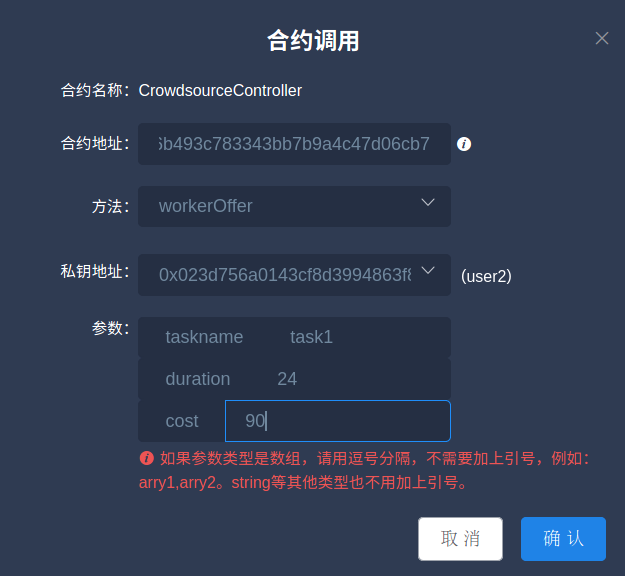 合约调用
合约名称：CrowdsourceController
合约地址：6b493c783343bb7b9a4c47d06cb7
方法：workerOffer
私钥地址：0x023d756a0143cf8d3994863f8 (user2)
参数：taskname task1
duration 24
cost 90
如果参数类型是数组，请用逗号分隔，不需要加上引号，例如：
arry1,arry2。string等其他类型也不用加上引号。
取 消 确 认